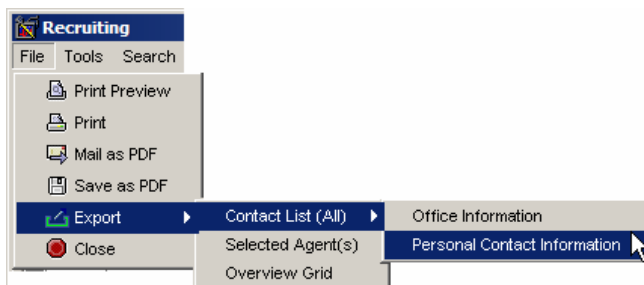 Recruiting
File Tools Search
Print Preview
Print
Mail as PDF
Save as PDF
Export Contact List (All) Office Information
Close Selected Agent(s) Personal Contact Information
Overview Grid